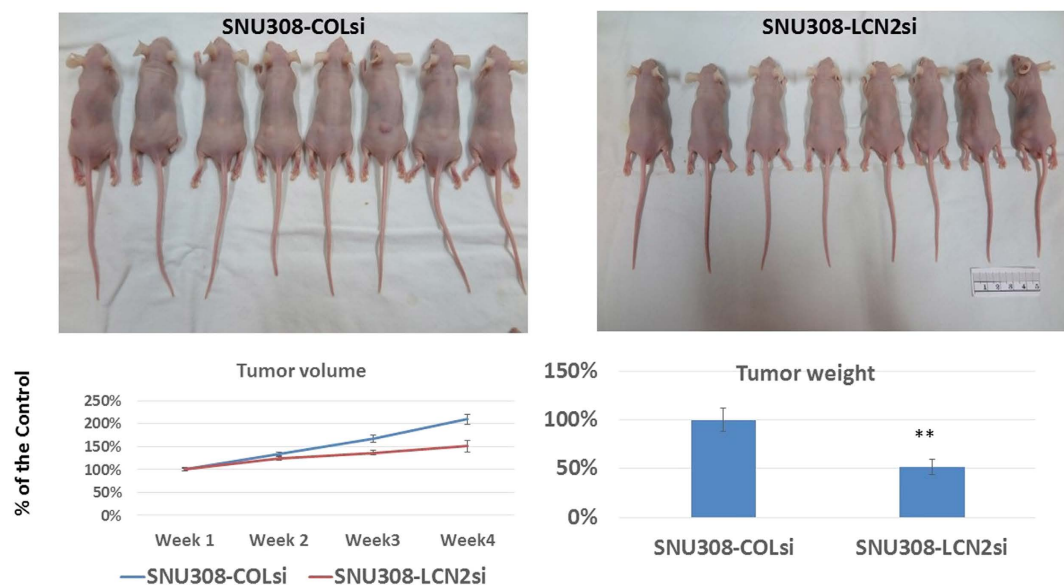 SNU308-COLsi
SNU308-LCN2si
1 2 3 4 5
% of the Control
Tumor volume
250%
200%
150%
100%
50%
0%
Week 1 Week 2 Week3 Week4
SNU308-COLsi SNU308-LCN2si
Tumor weight
150%
100%
50%
0%
**
SNU308-COLsi SNU308-LCN2si